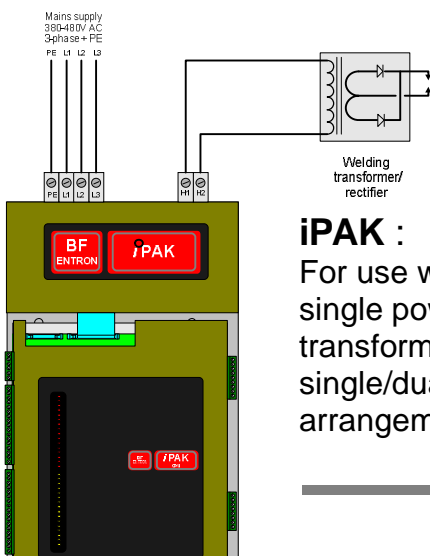 Mains supply
380-480V AC
3-phase + PE
PE L1 L2 L3
PE L1 L2 L3
H1 H2
Welding
transformer/
rectifier
BF
ENTRON
iPAK
iPAK :
For use w
single pow
transform
single/dua
arrangem
BF
ENTRON
iPAK